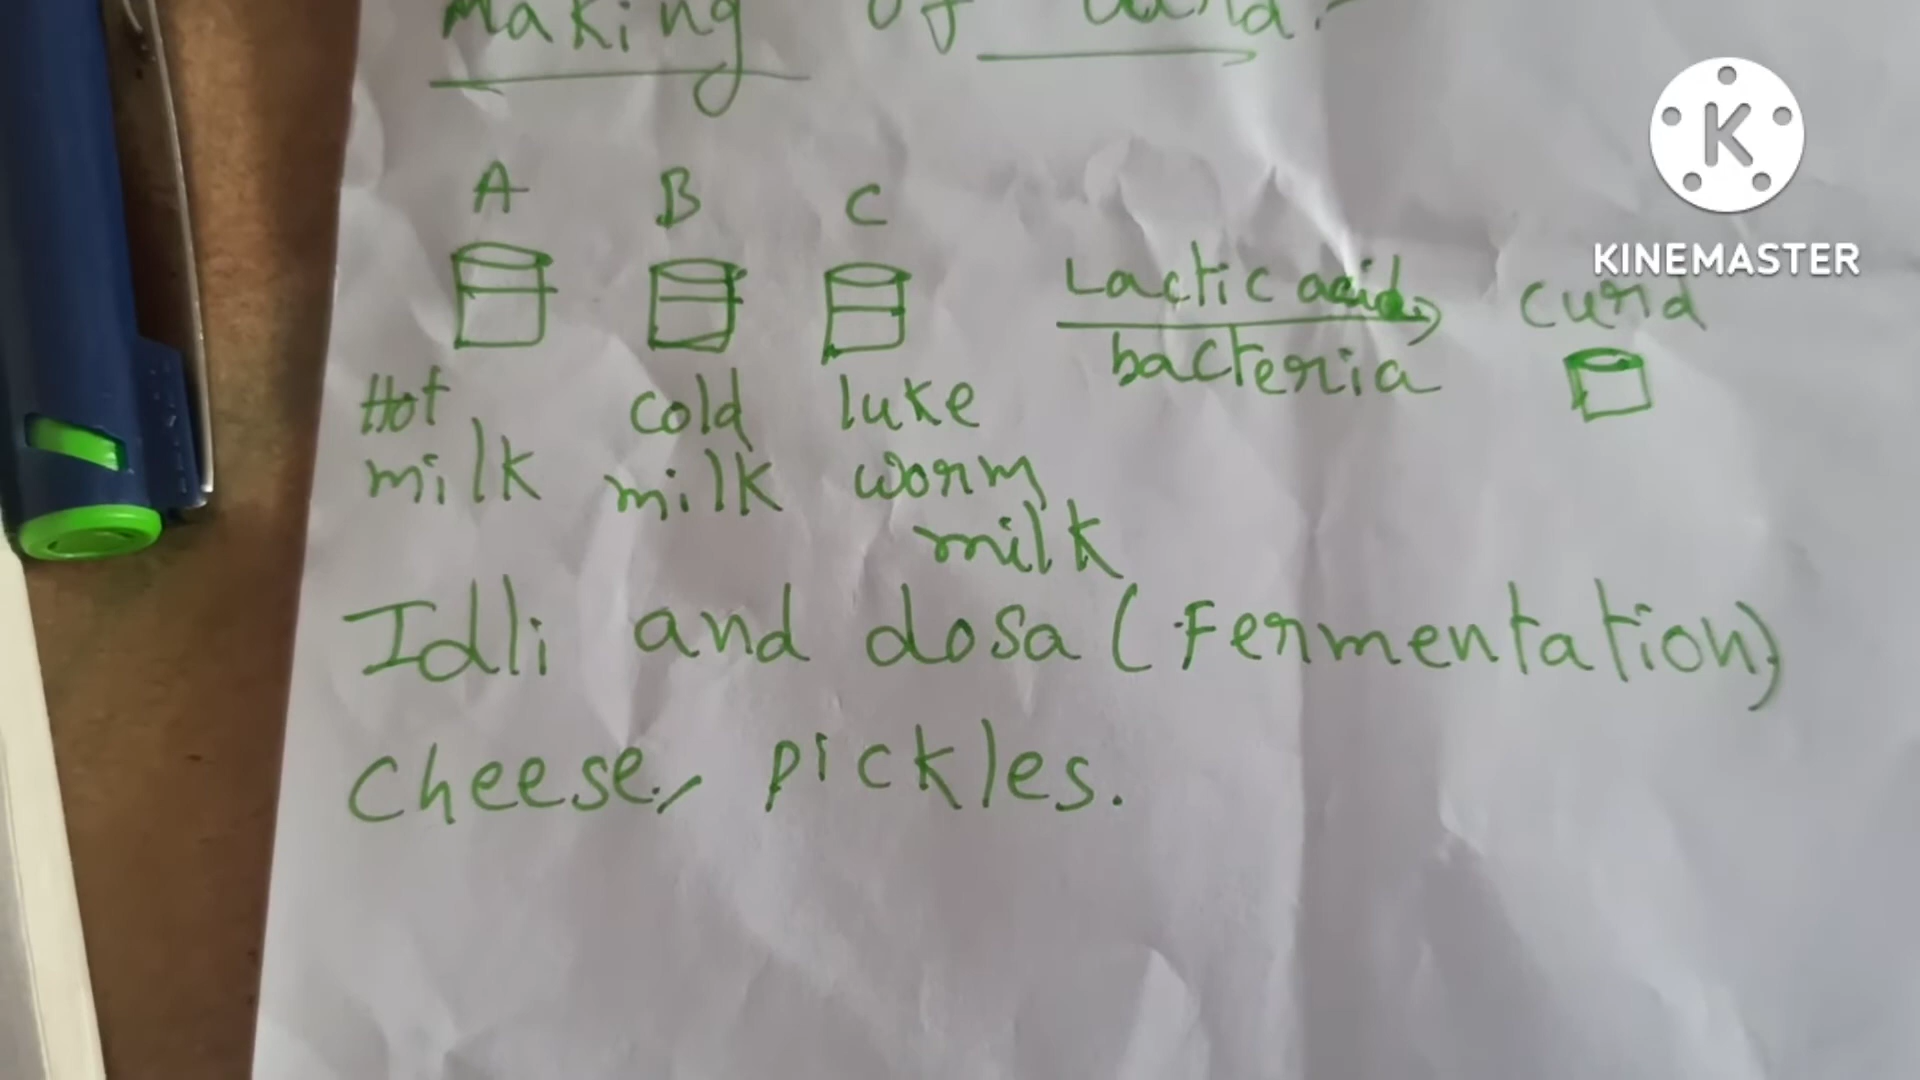 Making of curd:-
A B C
Lactic acid
bacteria
curd
Hot
milk
cold
milk
luke
worm
milk
Idli and dosa (Fermentation)
Cheese, pickles.
K
KINEMASTER